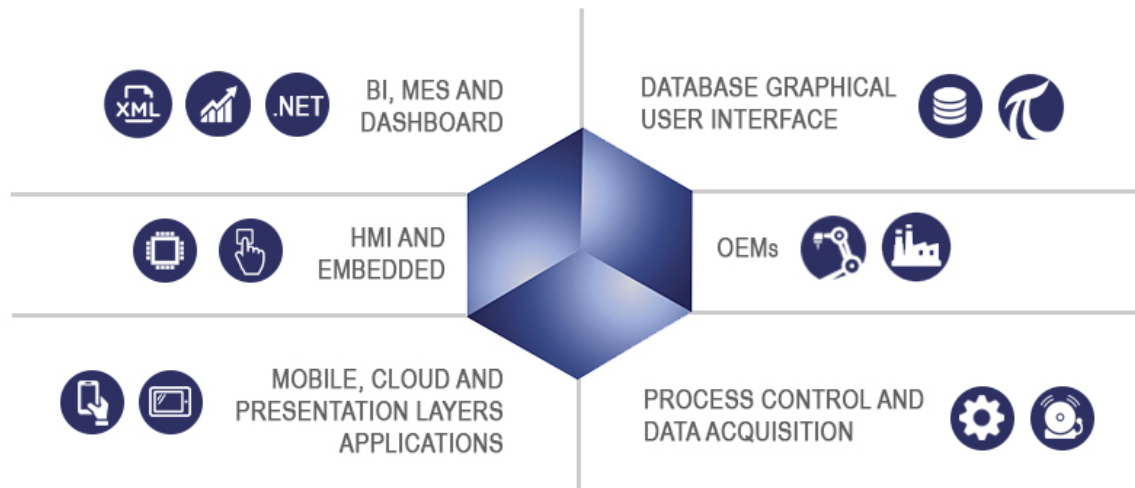 XML
.NET
BI, MES AND
DASHBOARD
DATABASE GRAPHICAL
USER INTERFACE
HMI AND
EMBEDDED
OEMs
MOBILE, CLOUD AND
PRESENTATION LAYERS
APPLICATIONS
PROCESS CONTROL AND
DATA ACQUISITION